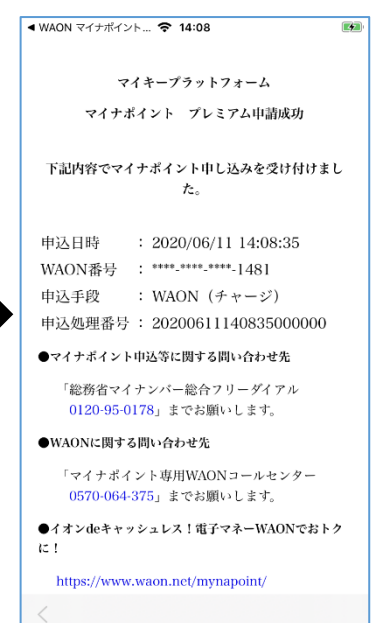 ◀ WAON マイナポイント... 14:08
マイキープラットフォーム
マイナポイント　プレミアム申請成功
下記内容でマイナポイント申し込みを受け付けまし
た。
申込日時　：2020/06/11 14:08:35
WAON番号　：****-****-****-1481
申込手段　：WAON（チャージ）
申込処理番号：20200611140835000000
●マイナポイント申込等に関する問い合わせ先
「総務省マイナンバー総合フリーダイアル
0120-95-0178」までお願いします。
●WAONに関する問い合わせ先
「マイナポイント専用WAONコールセンター
0570-064-375」までお願いします。
●イオンdeキャッシュレス！電子マネーWAONでおトク
に！
https://www.waon.net/mynapoint/